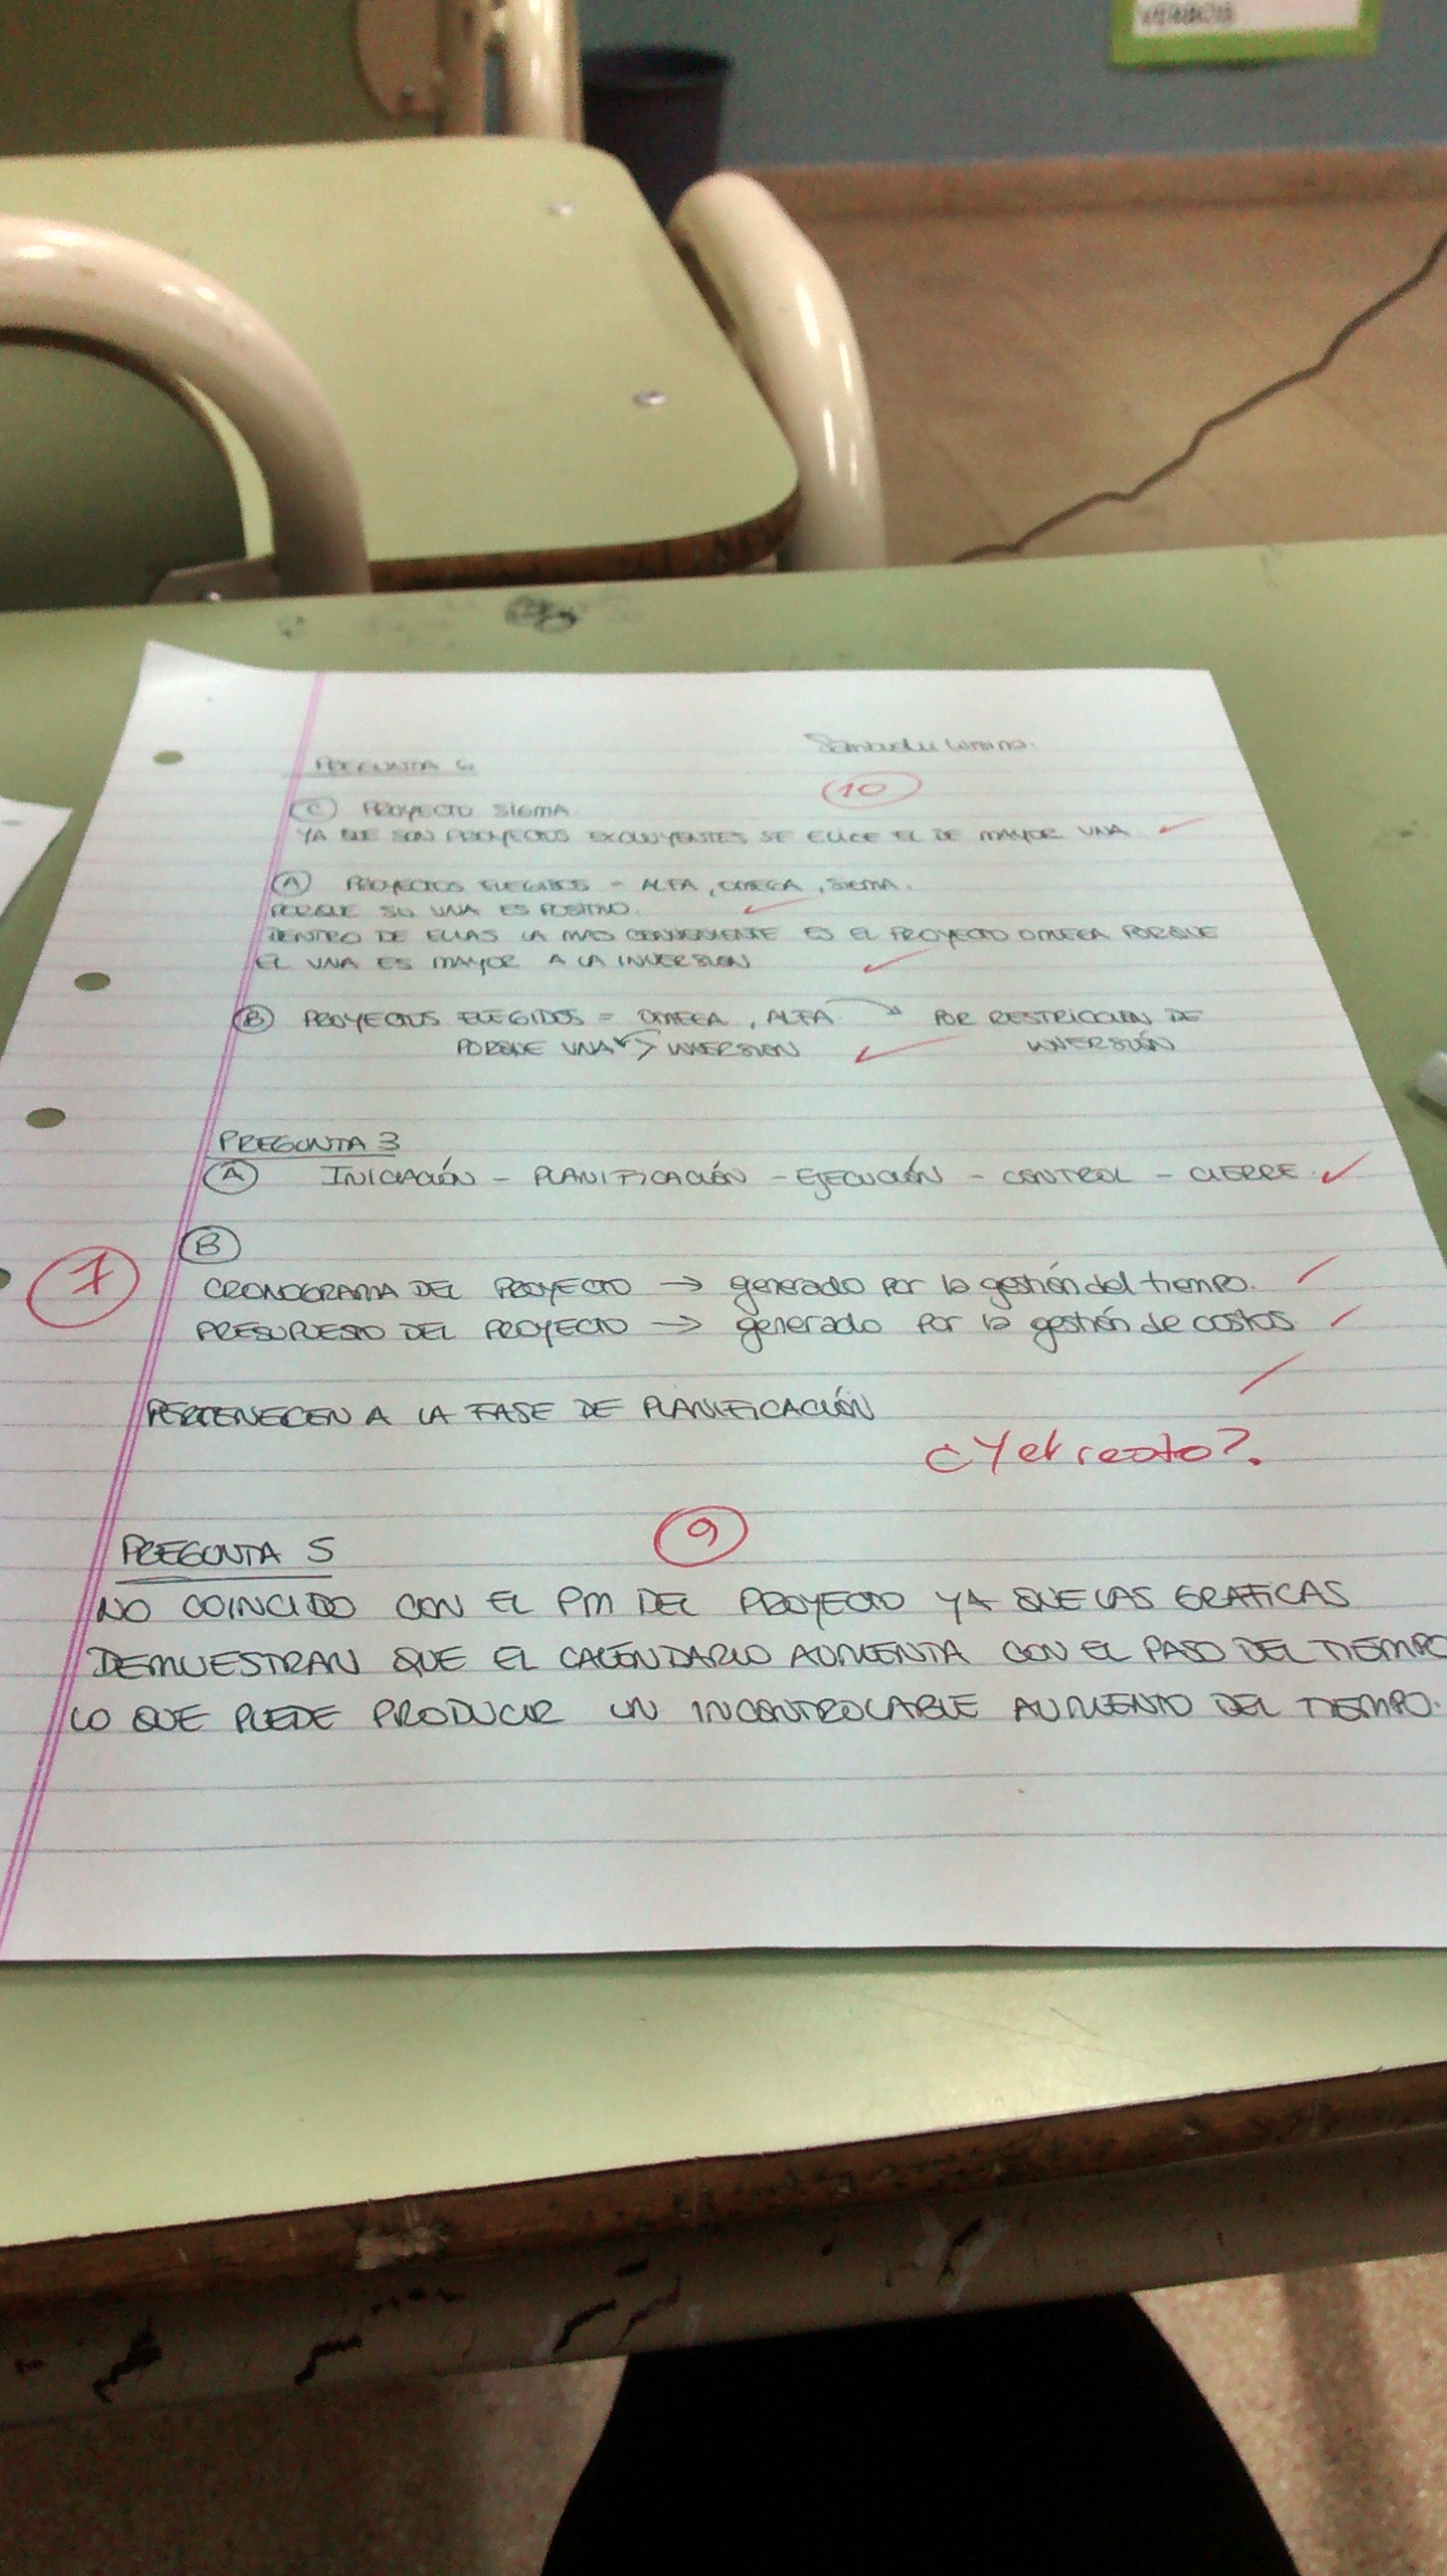 PREGUNTA 6
10
(C) PROYECTO SIGMA
YA QUE SON PROYECTOS EXCLUYENTES SE ELIGE EL DE MAYOR VNA
(A) PROYECTOS ELEGIDOS = ALFA, OMEGA, SIGMA.
PORQUE SU VNA ES POSITIVO.
DENTRO DE ELLAS LA MAS CONVENIENTE ES EL PROYECTO OMEGA PORQUE
EL VNA ES MAYOR A LA INVERSION
(B) PROYECTOS ELEGIDOS = OMEGA, ALFA → POR RESTRICCION DE
PORQUE VNA > INVERSION INVERSIÓN
PREGUNTA 3
(A) INICIACIÓN - PLANIFICACIÓN - EJECUCIÓN - CONTROL - CIERRE.
(B)
7
CRONOGRAMA DEL PROYECTO → generado por la gestión del tiempo.
PRESUPUESTO DEL PROYECTO → generado por la gestión de costos
PERTENECEN A LA FASE DE PLANIFICACIÓN
¿Y el resto?.
9
PREGUNTA 5
NO COINCIDO CON EL PM DEL PROYECTO YA QUE LAS GRAFICAS
DEMUESTRAN QUE EL CALENDARIO AUMENTA CON EL PASO DEL TIEMPO
LO QUE PUEDE PRODUCIR UN INCONTROLABLE AUMENTO DEL TIEMPO.